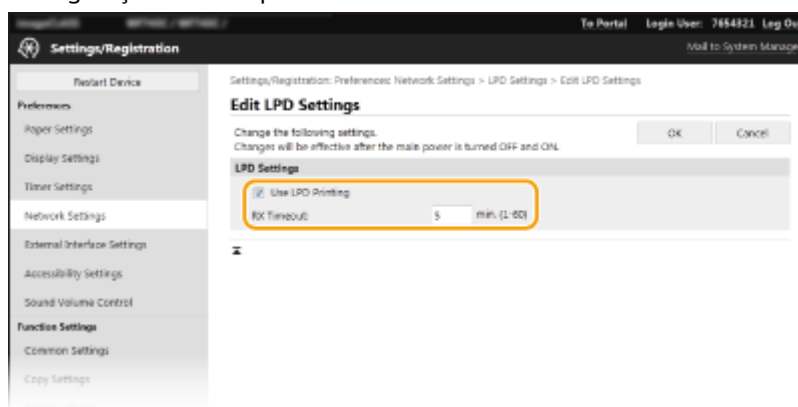 To Portal Login User: 7654321 Log Ou
Settings/Registration
Mail to System Manage
Restart Device
Settings/Registration: Preferences: Network Settings > LPD Settings > Edit LPD Settings
Preferences
Edit LPD Settings
Paper Settings
Change the following settings.
OK Cancel
Changes will be effective after the main power is turned OFF and ON.
Display Settings
LPD Settings
Timer Settings
Use LPD Printing
Network Settings
RX Timeout: 5 min. (1-60)
External Interface Settings
Accessibility Settings
Sound Volume Control
Function Settings
Common Settings
Copy Settings